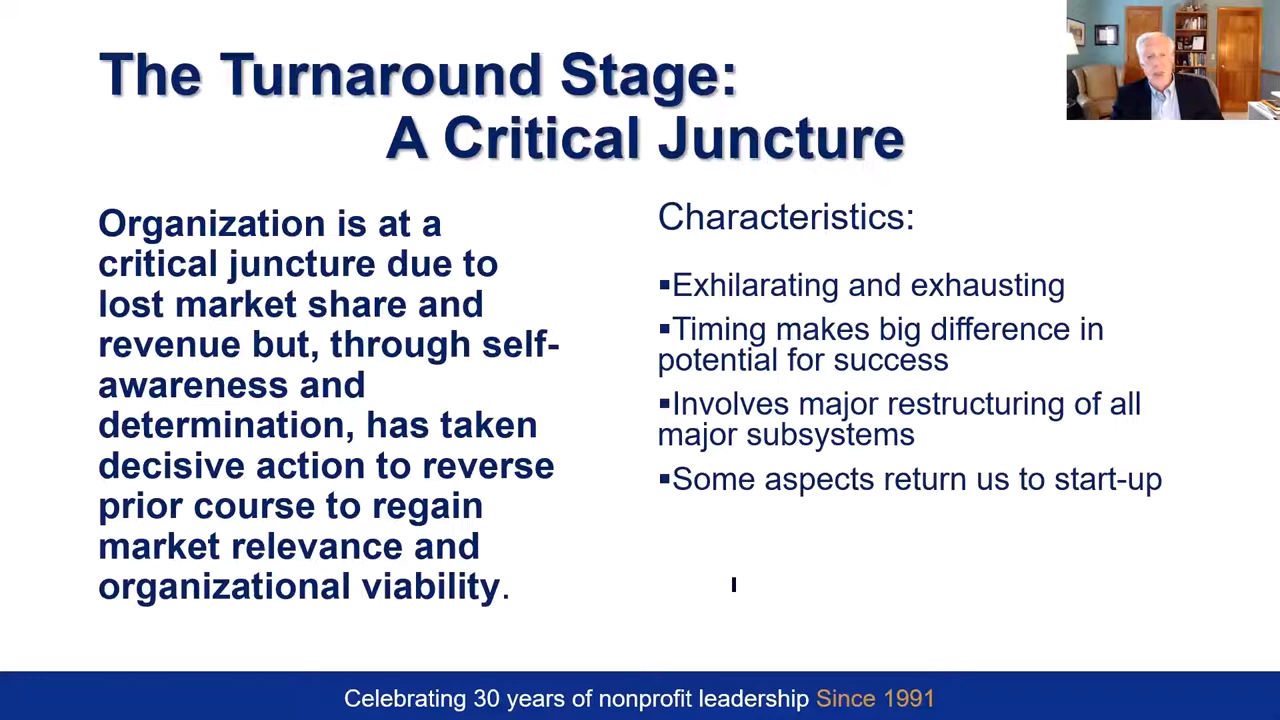 The Turnaround Stage:
A Critical Juncture
Organization is at a
critical juncture due to
lost market share and
revenue but, through self-
awareness and
determination, has taken
decisive action to reverse
prior course to regain
market relevance and
organizational viability.
Characteristics:
▪Exhilarating and exhausting
▪Timing makes big difference in
potential for success
▪Involves major restructuring of all
major subsystems
▪Some aspects return us to start-up
Celebrating 30 years of nonprofit leadership Since 1991